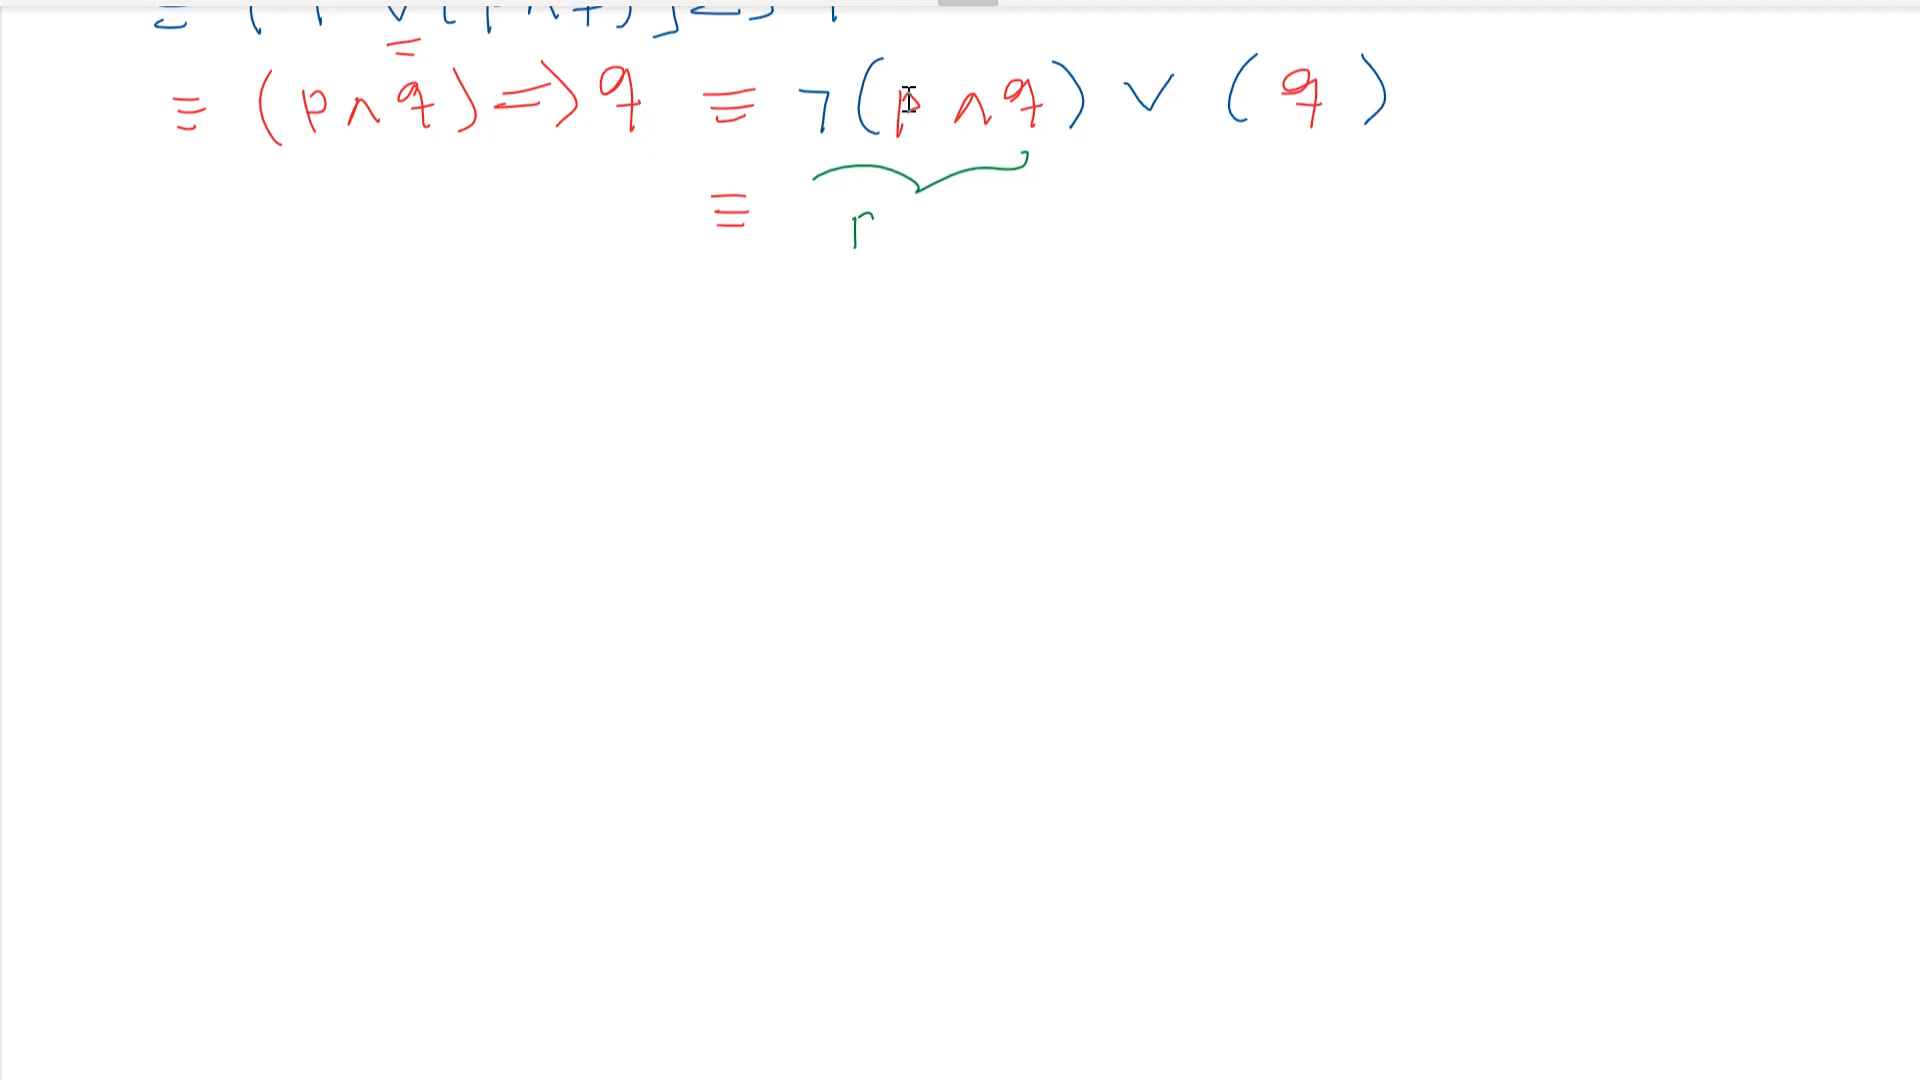 ≡ (p ∧ q) ⇒ q ≡ ¬(p ∧ q) ∨ (q)
≡ r